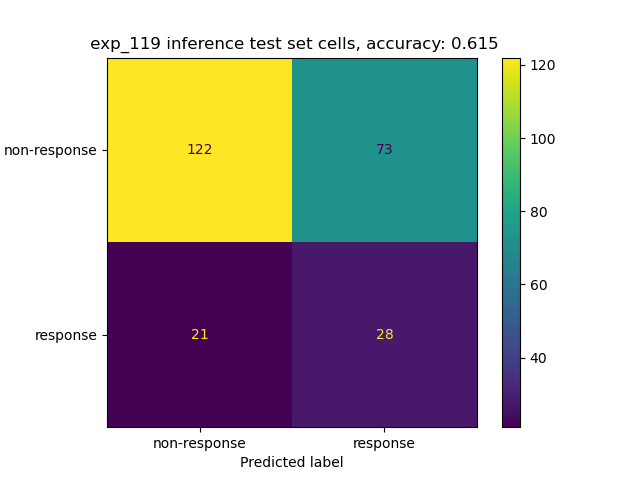 exp_119 inference test set cells, accuracy: 0.615
non-response
122
73
response
21
28
non-response
response
Predicted label
120
100
80
60
40